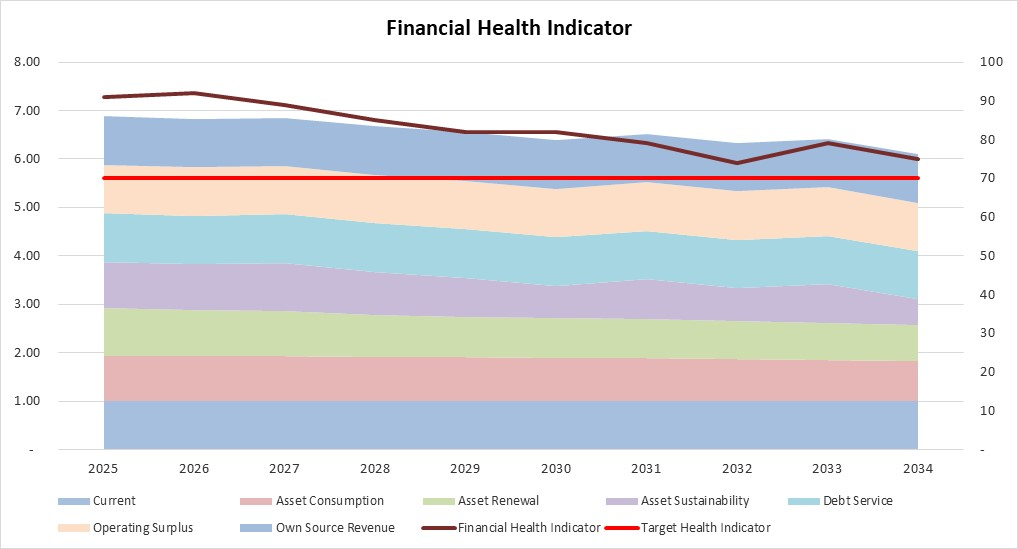 Financial Health Indicator
8.00 100
7.00 90
6.00 80
5.00 70
4.00 60
3.00 50
2.00 40
1.00 30
- 20
10
-
2025 2026 2027 2028 2029 2030 2031 2032 2033 2034
Current Asset Consumption Asset Renewal Asset Sustainability Debt Service
Operating Surplus Own Source Revenue Financial Health Indicator Target Health Indicator